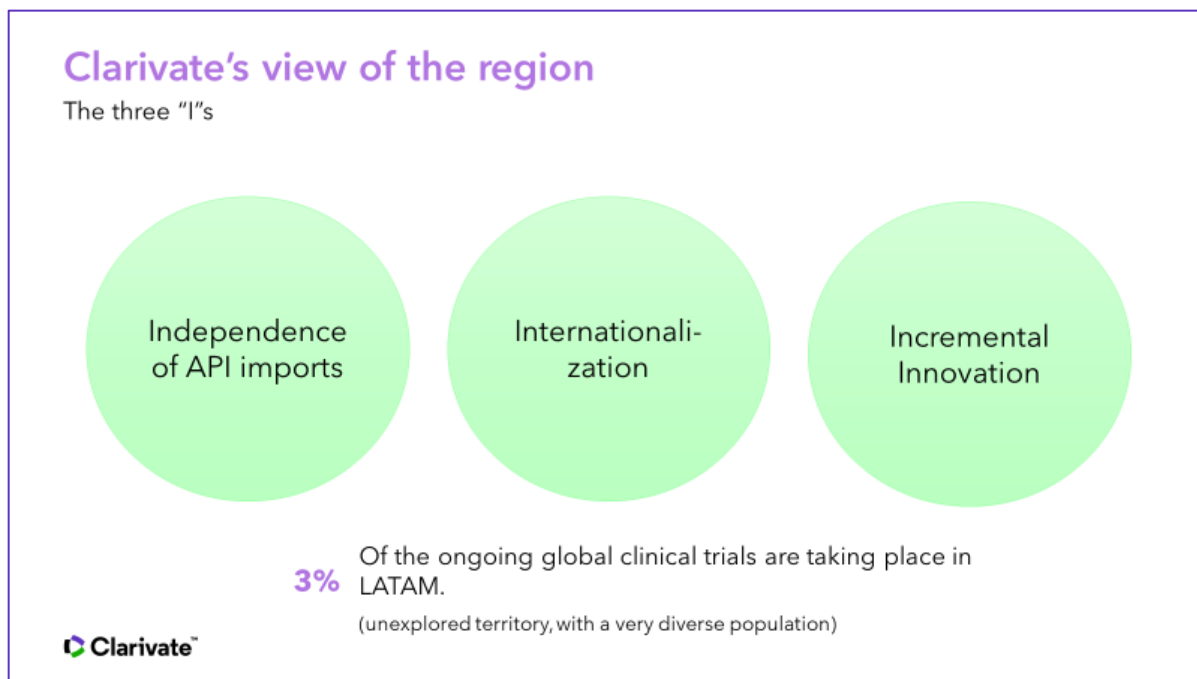 Clarivate’s view of the region
The three “I”s
Independence
of API imports
Internationali-
zation
Incremental
Innovation
3%
Of the ongoing global clinical trials are taking place in
LATAM.
(unexplored territory, with a very diverse population)
Clarivate™